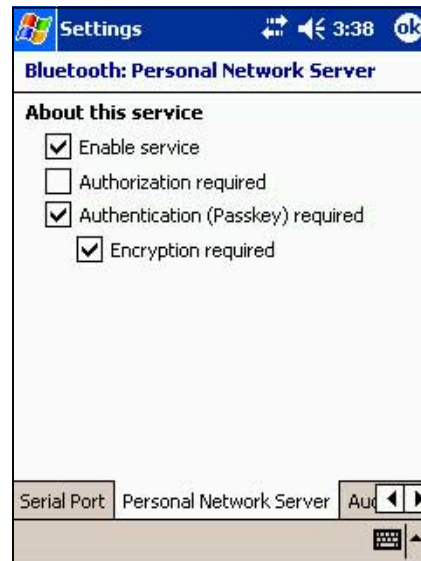 Settings 3:38 ok
Bluetooth: Personal Network Server
About this service
Enable service
Authorization required
Authentication (Passkey) required
Encryption required
Serial Port Personal Network Server